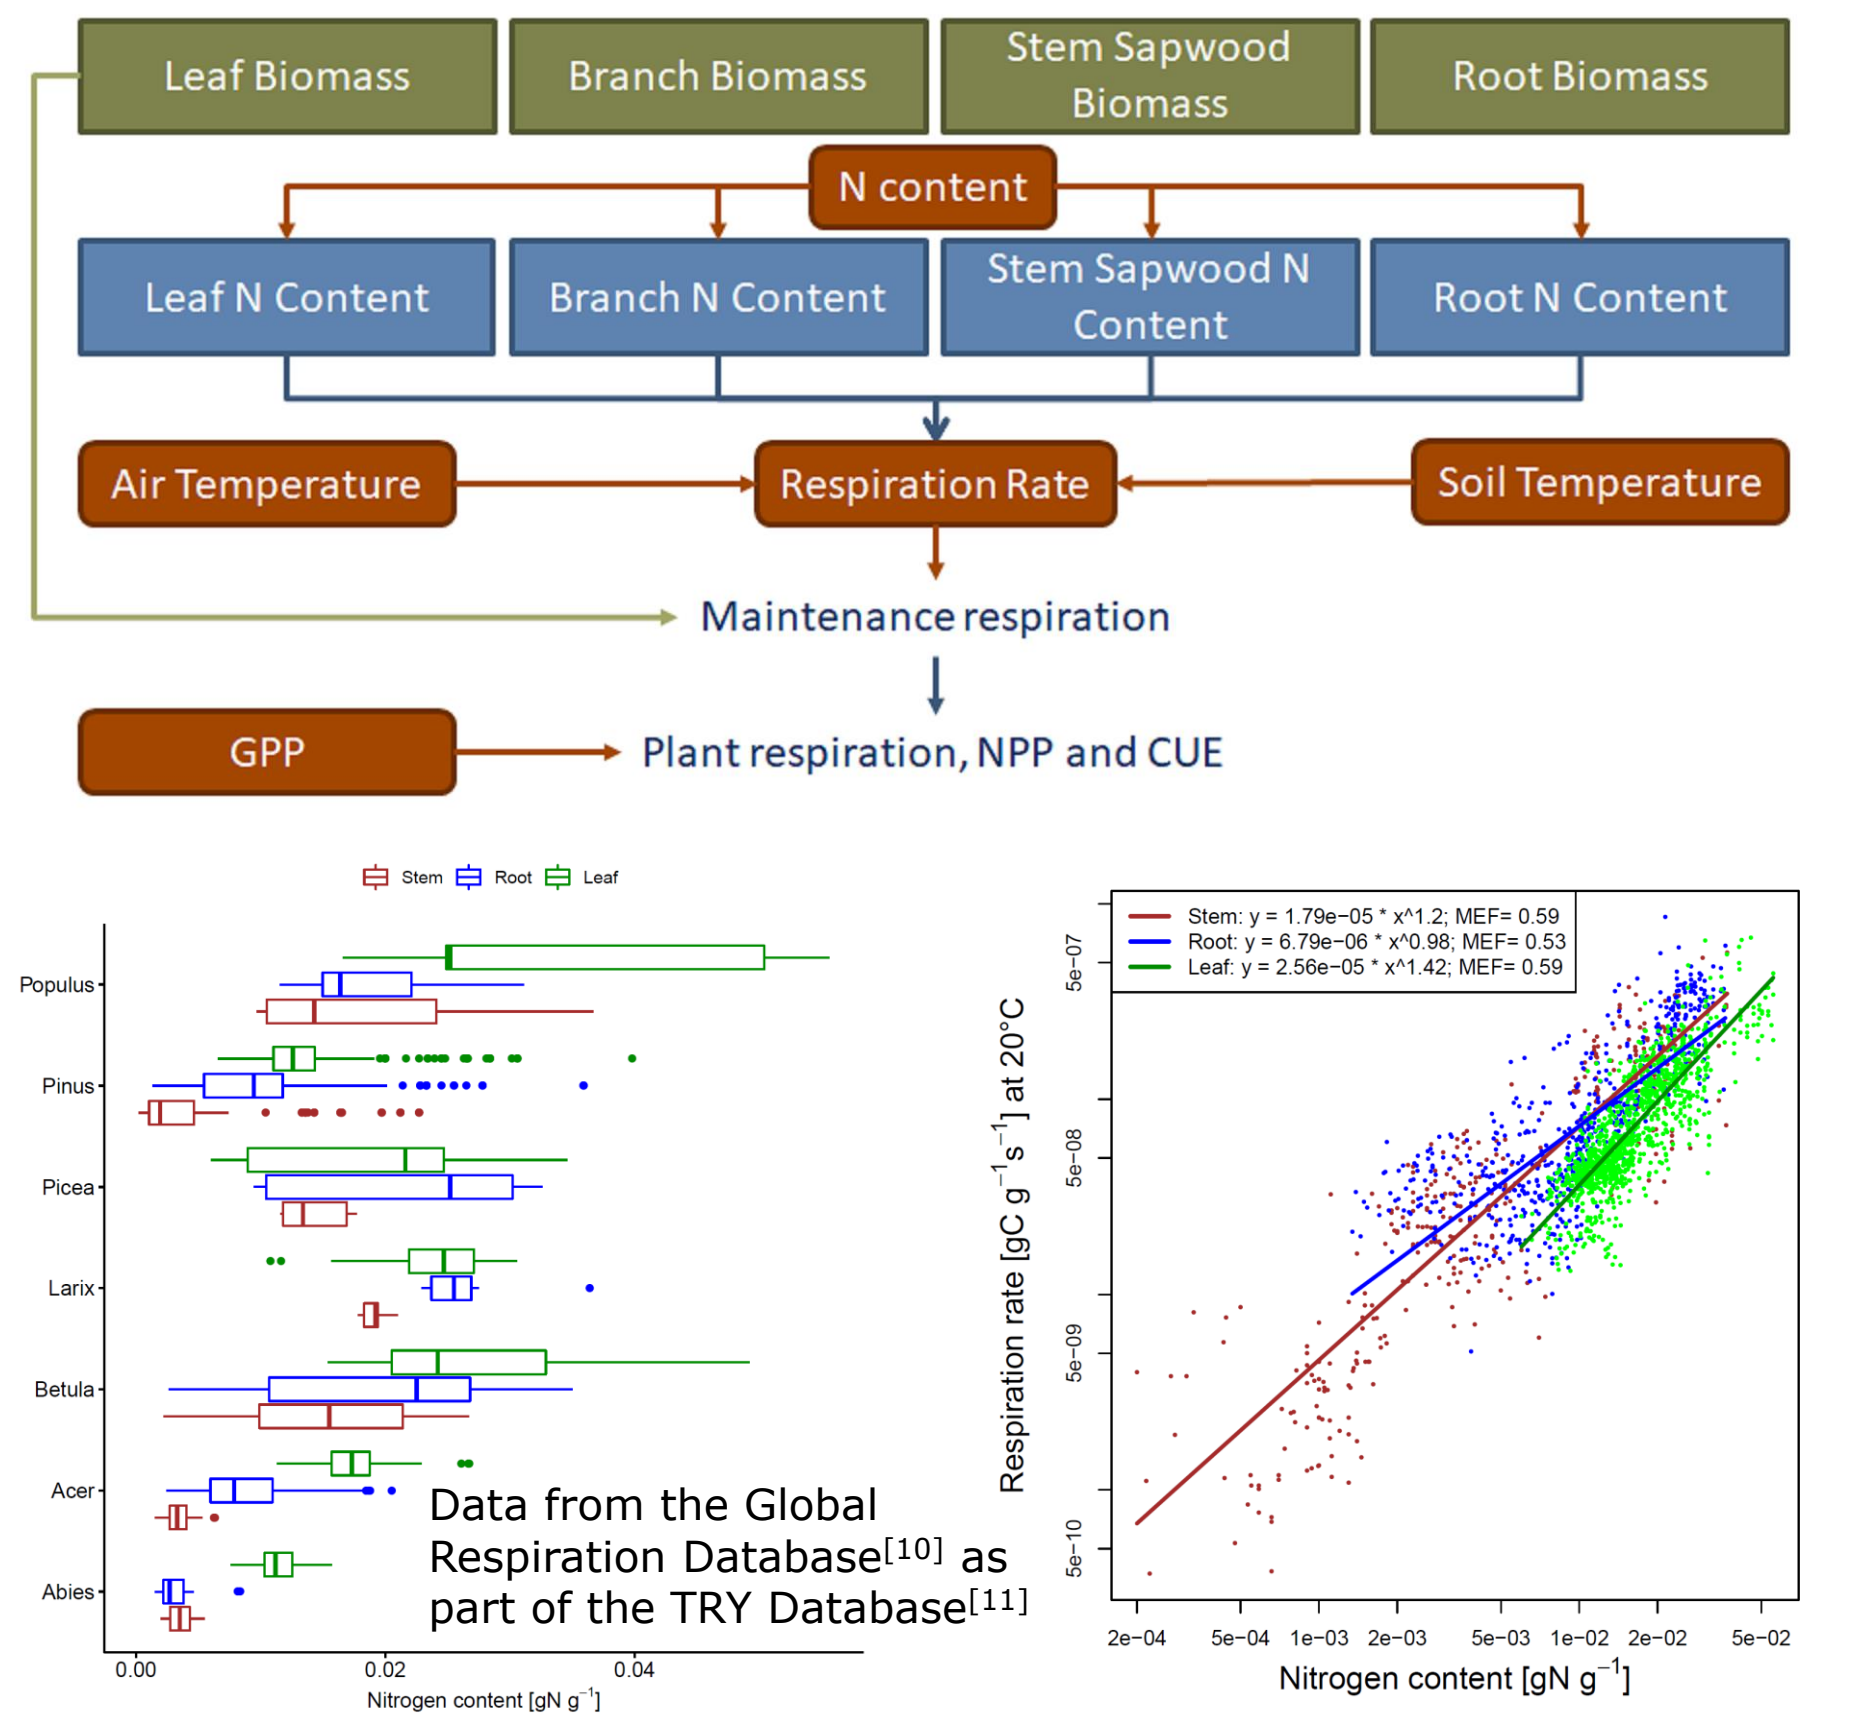 Leaf Biomass
Branch Biomass
Stem Sapwood
Biomass
Root Biomass
N content
Leaf N Content
Branch N Content
Stem Sapwood N
Content
Root N Content
Air Temperature
Respiration Rate
Soil Temperature
Maintenance respiration
GPP
Plant respiration, NPP and CUE
Stem Root Leaf
Populus
Pinus
Picea
Larix
Betula
Acer
Abies
0.00 0.02 0.04
Nitrogen content [gN g⁻¹]
Data from the Global
Respiration Database[10] as
part of the TRY Database[11]
Stem: y = 1.79e−05 * x^1.2; MEF= 0.59
Root: y = 6.79e−06 * x^0.98; MEF= 0.53
Leaf: y = 2.56e−05 * x^1.42; MEF= 0.59
Respiration rate [gC g⁻¹s⁻¹] at 20°C
5e−07
5e−08
5e−09
5e−10
2e−04 5e−04 1e−03 2e−03 5e−03 1e−02 2e−02 5e−02
Nitrogen content [gN g⁻¹]